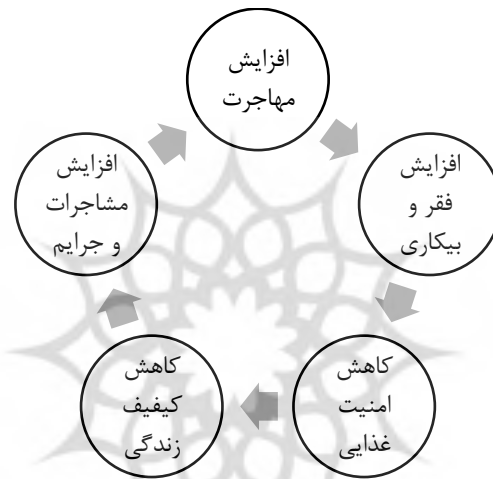 افزایش
مهاجرت
افزایش
فقر و
بیکاری
کاهش
امنیت
غذایی
کاهش
کیفیف
زندگی
افزایش
مشاجرات
و جرایم